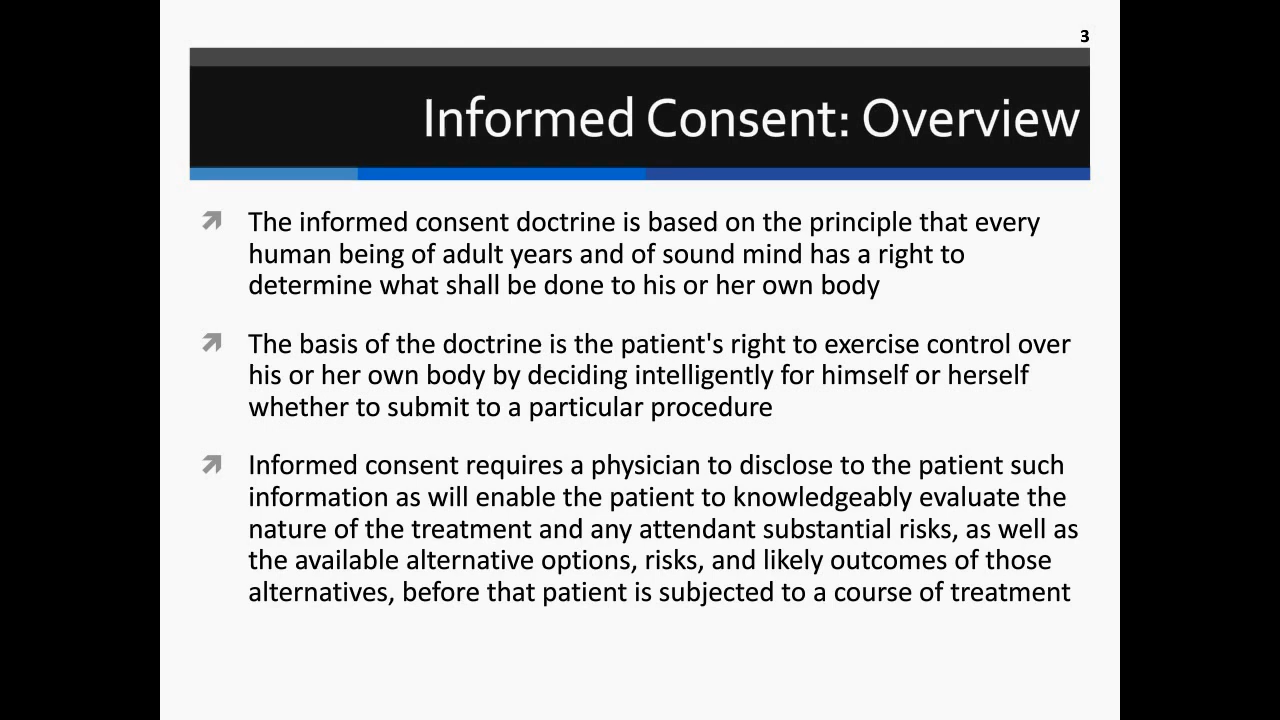 3
Informed Consent: Overview
The informed consent doctrine is based on the principle that every
human being of adult years and of sound mind has a right to
determine what shall be done to his or her own body
The basis of the doctrine is the patient's right to exercise control over
his or her own body by deciding intelligently for himself or herself
whether to submit to a particular procedure
Informed consent requires a physician to disclose to the patient such
information as will enable the patient to knowledgeably evaluate the
nature of the treatment and any attendant substantial risks, as well as
the available alternative options, risks, and likely outcomes of those
alternatives, before that patient is subjected to a course of treatment